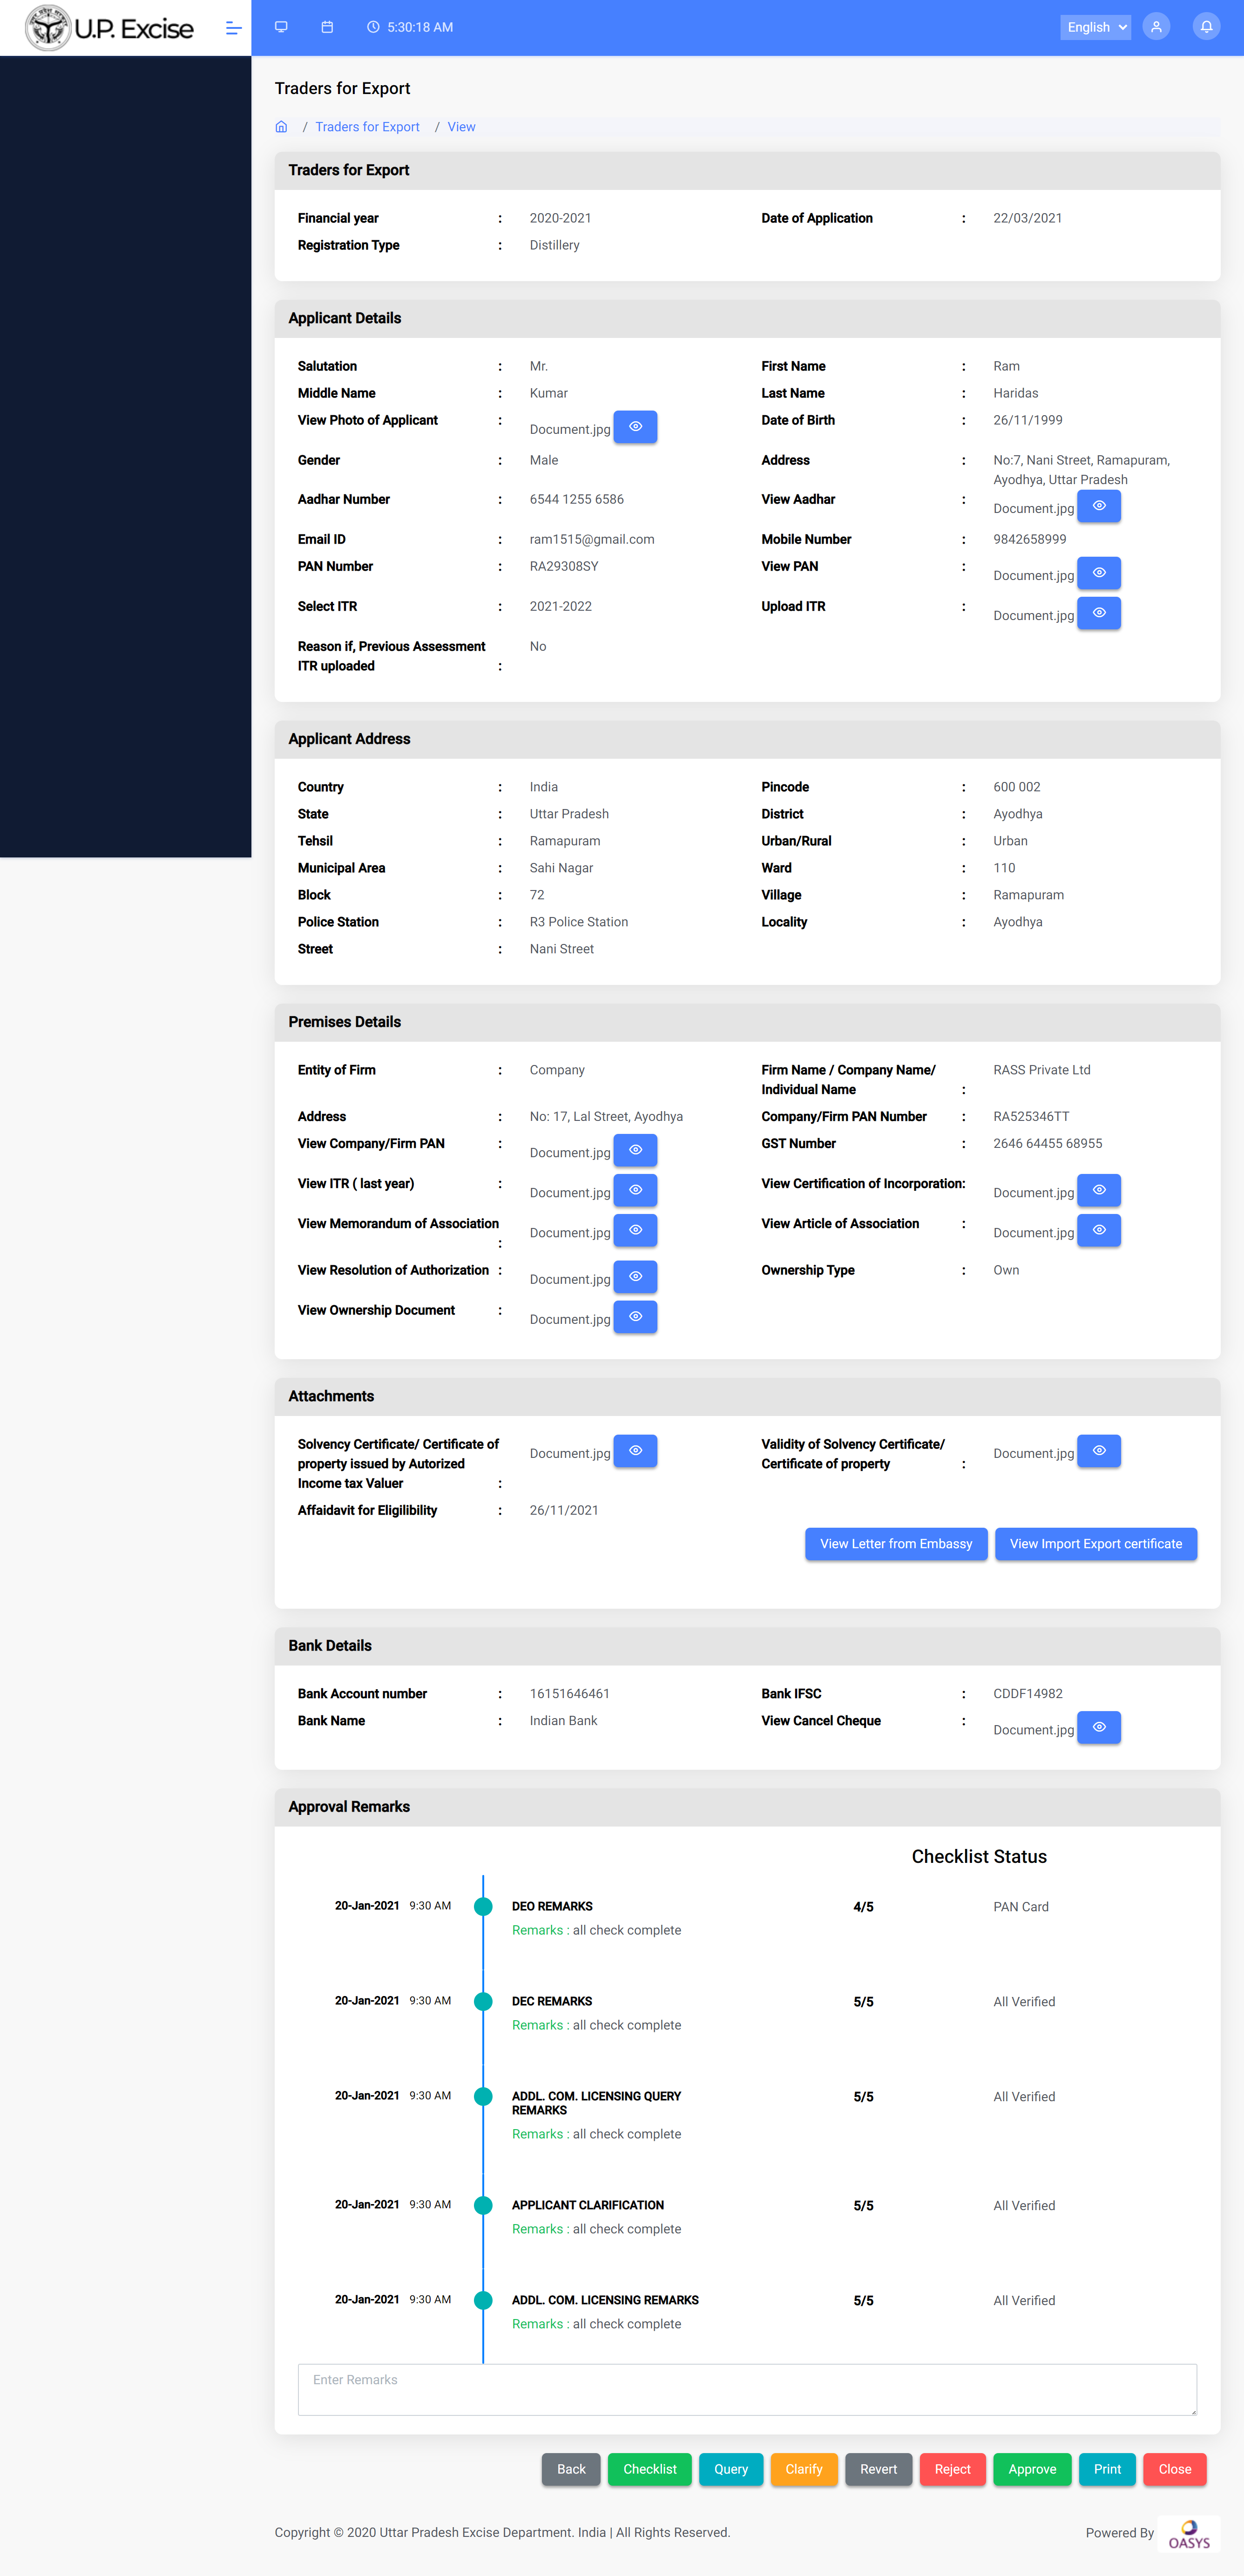 U.P. Excise
5:30:18 AM
English
Traders for Export
/ Traders for Export / View
Traders for Export
Financial year : 2020-2021 Date of Application : 22/03/2021
Registration Type : Distillery
Applicant Details
Salutation : Mr. First Name : Ram
Middle Name : Kumar Last Name : Haridas
View Photo of Applicant : Document.jpg Date of Birth : 26/11/1999
Gender : Male Address : No:7, Nani Street, Ramapuram,
Ayodhya, Uttar Pradesh
Aadhar Number : 6544 1255 6586 View Aadhar : Document.jpg
Email ID : ram1515@gmail.com Mobile Number : 9842658999
PAN Number : RA29308SY View PAN : Document.jpg
Select ITR : 2021-2022 Upload ITR : Document.jpg
Reason if, Previous Assessment No
ITR uploaded :
Applicant Address
Country : India Pincode : 600 002
State : Uttar Pradesh District : Ayodhya
Tehsil : Ramapuram Urban/Rural : Urban
Municipal Area : Sahi Nagar Ward : 110
Block : 72 Village : Ramapuram
Police Station : R3 Police Station Locality : Ayodhya
Street : Nani Street
Premises Details
Entity of Firm : Company Firm Name / Company Name/ RASS Private Ltd
Individual Name :
Address : No: 17, Lal Street, Ayodhya Company/Firm PAN Number : RA525346TT
View Company/Firm PAN : Document.jpg GST Number : 2646 64455 68955
View ITR ( last year) : Document.jpg View Certification of Incorporation: Document.jpg
View Memorandum of Association Document.jpg View Article of Association : Document.jpg
:
View Resolution of Authorization : Document.jpg Ownership Type : Own
View Ownership Document : Document.jpg
Attachments
Solvency Certificate/ Certificate of Document.jpg Validity of Solvency Certificate/ Document.jpg
property issued by Autorized Certificate of property :
Income tax Valuer :
Affaidavit for Eligilibility : 26/11/2021
View Letter from Embassy View Import Export certificate
Bank Details
Bank Account number : 16151646461 Bank IFSC : CDDF14982
Bank Name : Indian Bank View Cancel Cheque : Document.jpg
Approval Remarks
Checklist Status
20-Jan-2021 9:30 AM DEO REMARKS 4/5 PAN Card
Remarks : all check complete
20-Jan-2021 9:30 AM DEC REMARKS 5/5 All Verified
Remarks : all check complete
20-Jan-2021 9:30 AM ADDL. COM. LICENSING QUERY 5/5 All Verified
REMARKS
Remarks : all check complete
20-Jan-2021 9:30 AM APPLICANT CLARIFICATION 5/5 All Verified
Remarks : all check complete
20-Jan-2021 9:30 AM ADDL. COM. LICENSING REMARKS 5/5 All Verified
Remarks : all check complete
Enter Remarks
Back Checklist Query Clarify Revert Reject Approve Print Close
Copyright © 2020 Uttar Pradesh Excise Department. India | All Rights Reserved. Powered By OASYS